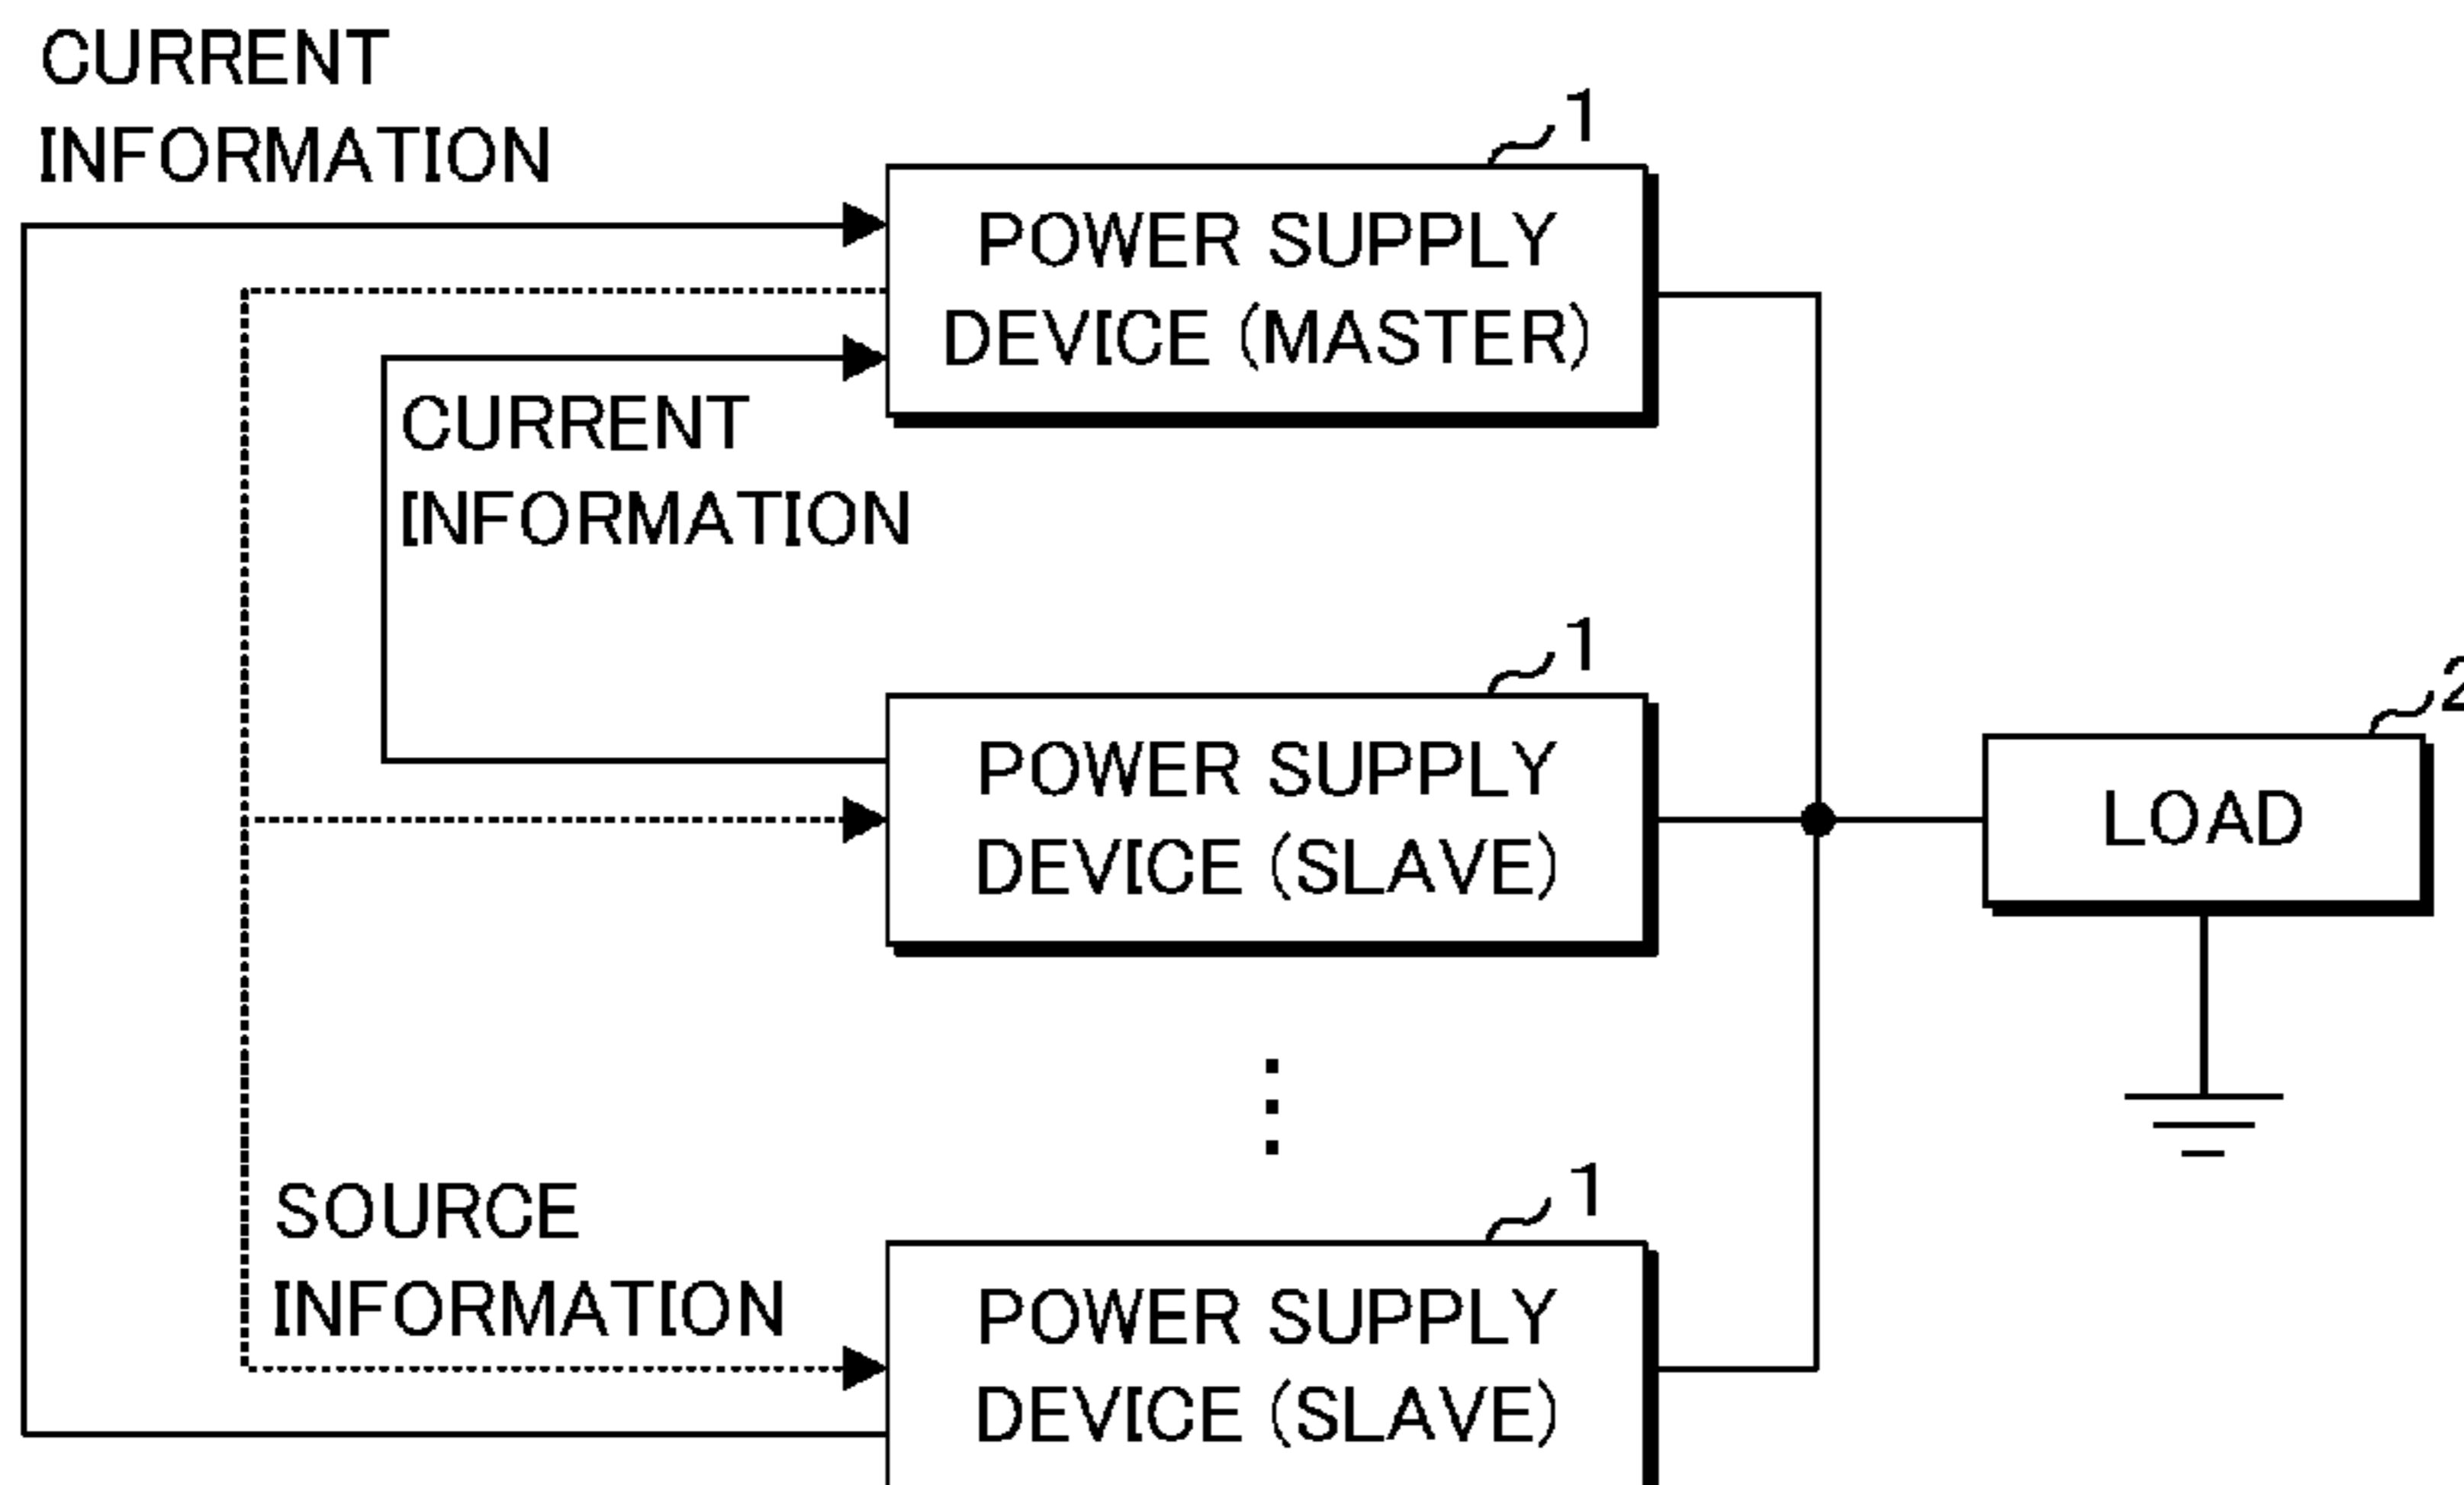 CURRENT
INFORMATION
1
POWER SUPPLY
DEVICE (MASTER)
CURRENT
INFORMATION
1
POWER SUPPLY
DEVICE (SLAVE)
2
LOAD
SOURCE
INFORMATION
1
POWER SUPPLY
DEVICE (SLAVE)